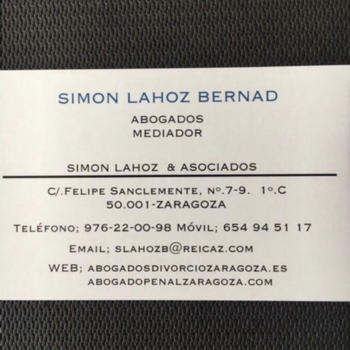 SIMON LAHOZ BERNAD
ABOGADOS
MEDIADOR
SIMON LAHOZ & ASOCIADOS
C/.FELIPE SANCLEMENTE, Nº.7-9. 1º.C
50.001-ZARAGOZA
TELÉFONO; 976-22-00-98 MÓVIL; 654 94 51 17
EMAIL; SLAHOZB@REICAZ.COM
WEB; ABOGADOSDIVORCIOZARAGOZA.ES
ABOGADOPENALZARAGOZA.COM